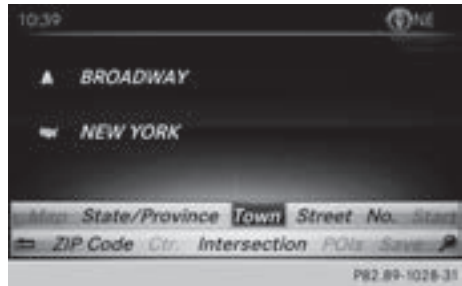 10:39 NE
BROADWAY
NEW YORK
Map State/Province Town Street No. Start
ZIP Code Ctr. Intersection POIs Save
P82.89-1028-31